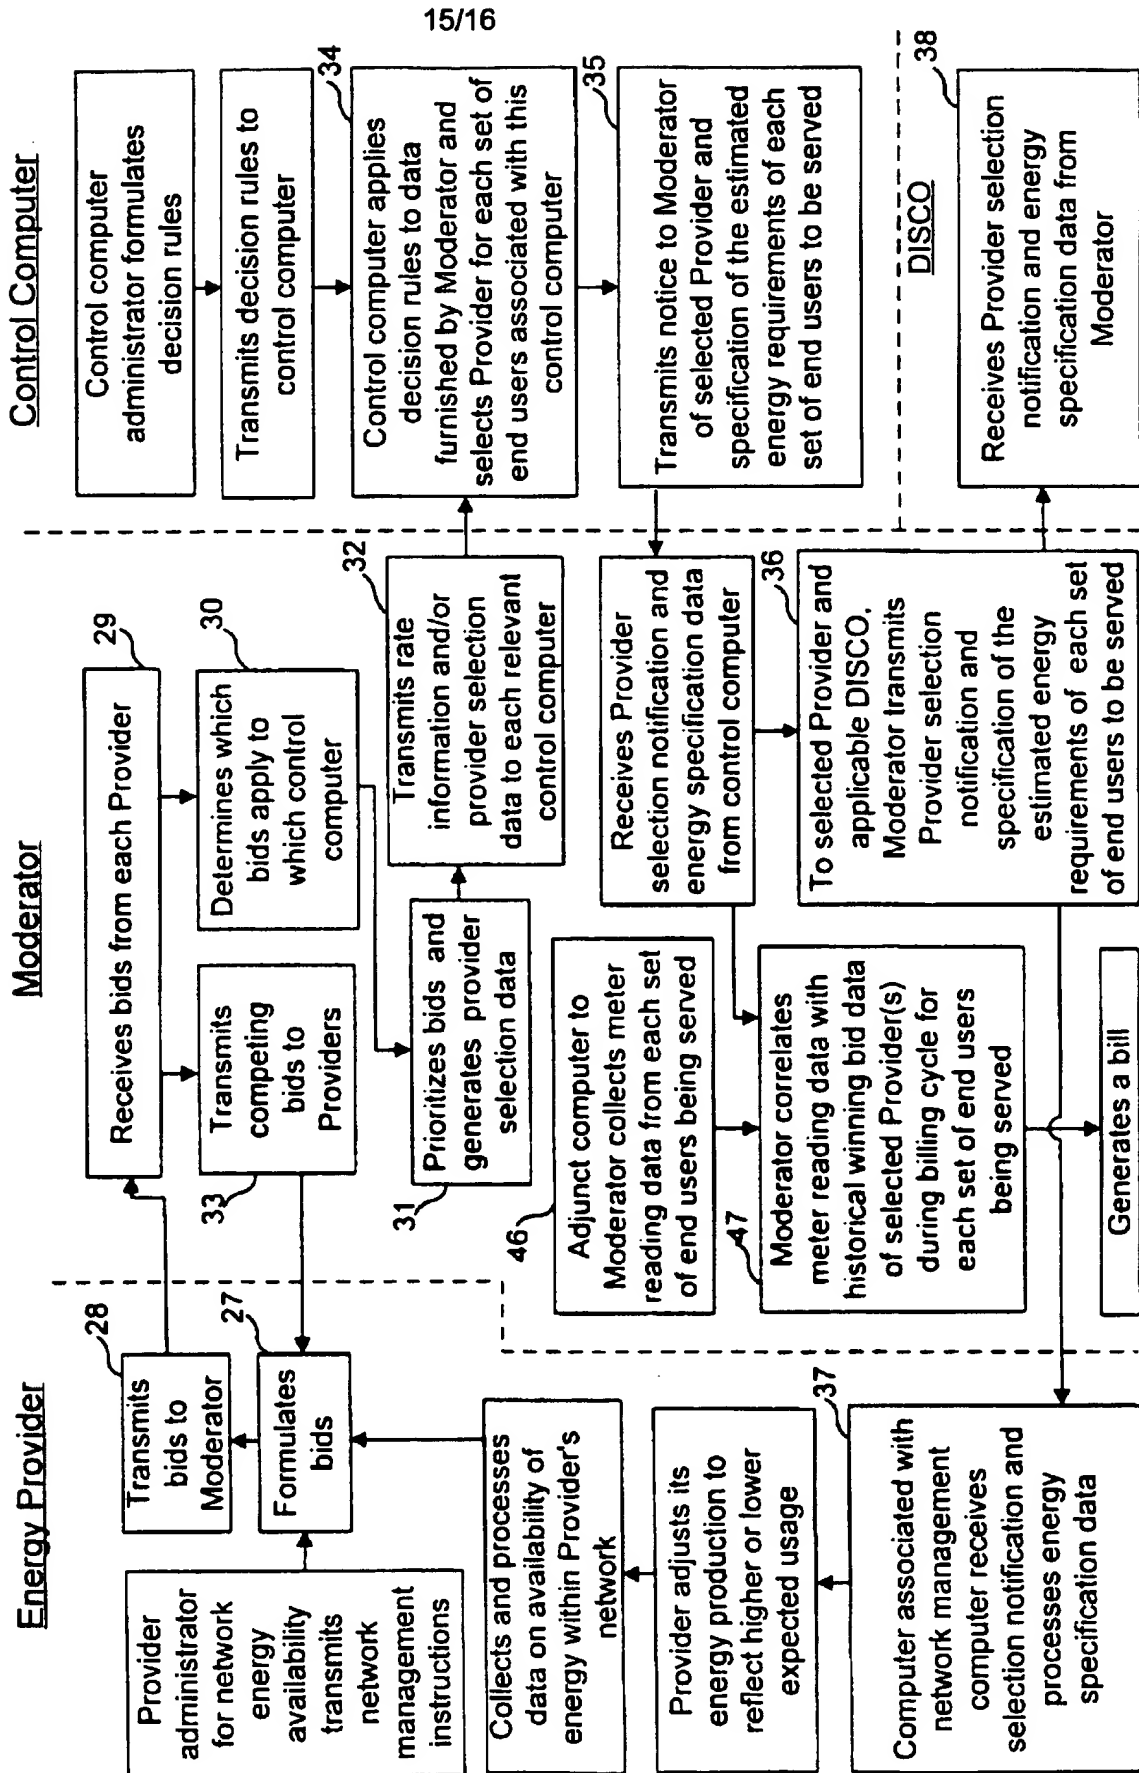 15/16
Energy Provider
Provider
administrator
for network
energy
availability
transmits
network
management
instructions
28
Transmits
bids to
Moderator
27
Formulates
bids
Collects and processes
data on availability of
energy within Provider's
network
Provider adjusts its
energy production to
reflect higher or lower
expected usage
37
Computer associated with
network management
computer receives
selection notification and
processes energy
specification data
Moderator
29
Receives bids from each Provider
33
Transmits
competing
bids to
Providers
30
Determines which
bids apply to
which control
computer
31
Prioritizes bids and
generates provider
selection data
32
Transmits rate
information and/or
provider selection
data to each relevant
control computer
46
Adjunct computer to
Moderator collects meter
reading data from each set
of end users being served
Receives Provider
selection notification and
energy specification data
from control computer
47
Moderator correlates
meter reading data with
historical winning bid data
of selected Provider(s)
during billing cycle for
each set of end users
being served
36
To selected Provider and
applicable DISCO,
Moderator transmits
Provider selection
notification and
specification of the
estimated energy
requirements of each set
of end users to be served
Generates a bill
Control Computer
Control computer
administrator formulates
decision rules
Transmits decision rules to
control computer
34
Control computer applies
decision rules to data
furnished by Moderator and
selects Provider for each set of
end users associated with this
control computer
35
Transmits notice to Moderator
of selected Provider and
specification of the estimated
energy requirements of each
set of end users to be served
DISCO
38
Receives Provider selection
notification and energy
specification data from
Moderator